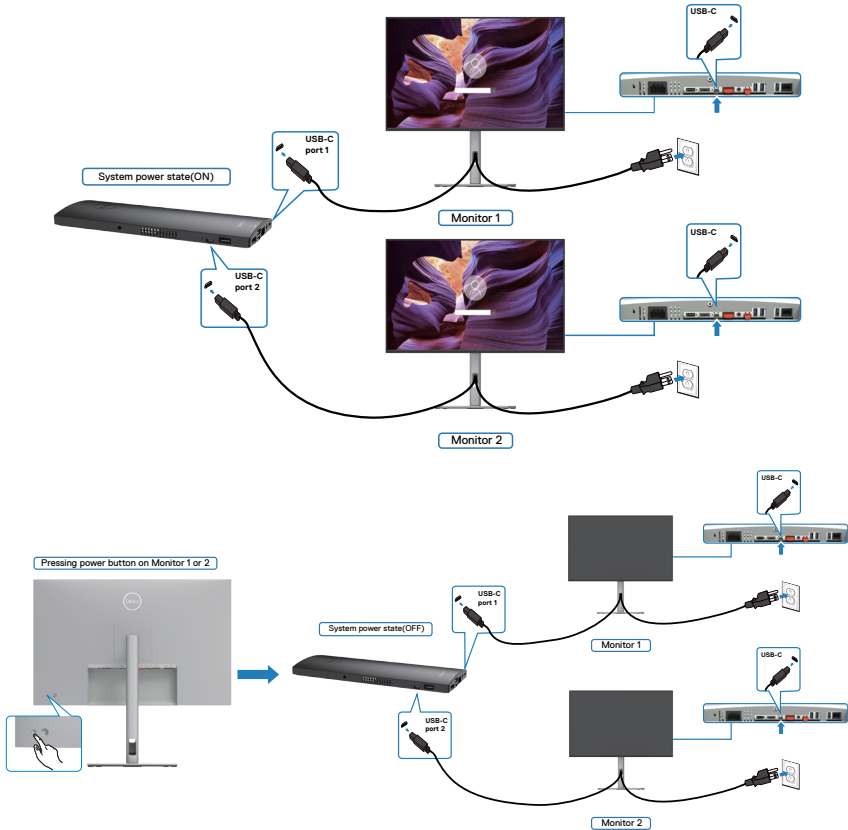 USB-C
USB-C
port 1
System power state(ON)
Monitor 1
USB-C
USB-C
port 2
Monitor 2
USB-C
Pressing power button on Monitor 1 or 2
DELL
USB-C
port 1
System power state(OFF)
Monitor 1
USB-C
USB-C
port 2
Monitor 2